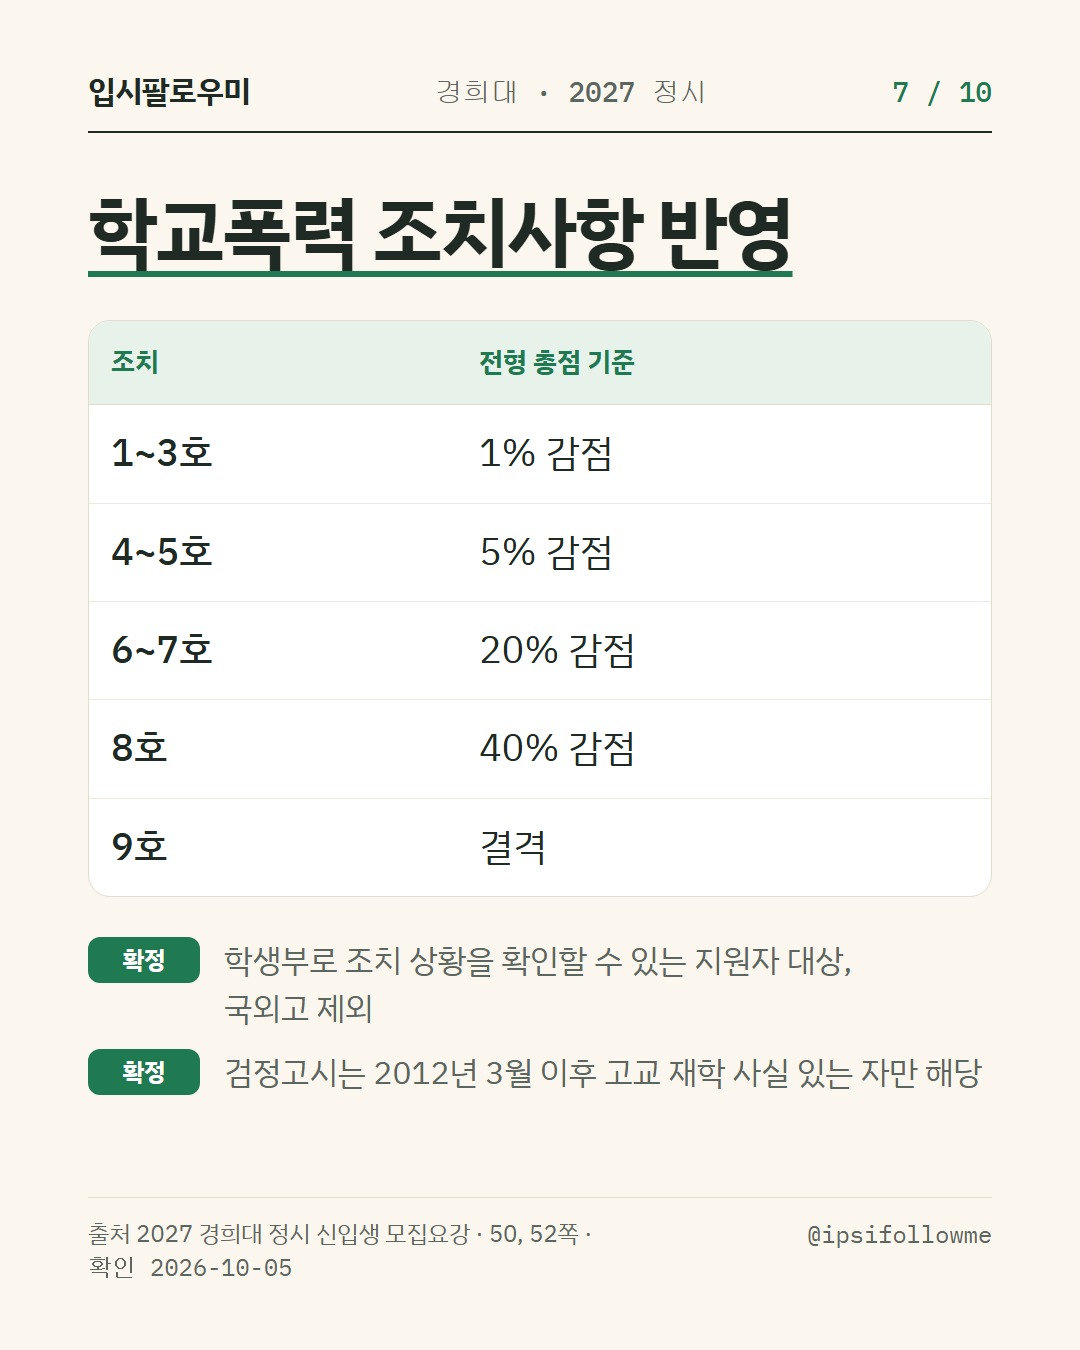 입시팔로우미
경희대 · 2027 정시
7 / 10
학교폭력 조치사항 반영
조치 전형 총점 기준
1~3호 1% 감점
4~5호 5% 감점
6~7호 20% 감점
8호 40% 감점
9호 결격
확정 학생부로 조치 상황을 확인할 수 있는 지원자 대상,
국외고 제외
확정 검정고시는 2012년 3월 이후 고교 재학 사실 있는 자만 해당
출처 2027 경희대 정시 신입생 모집요강 · 50, 52쪽 ·
확인 2026-10-05
@ipsifollowme